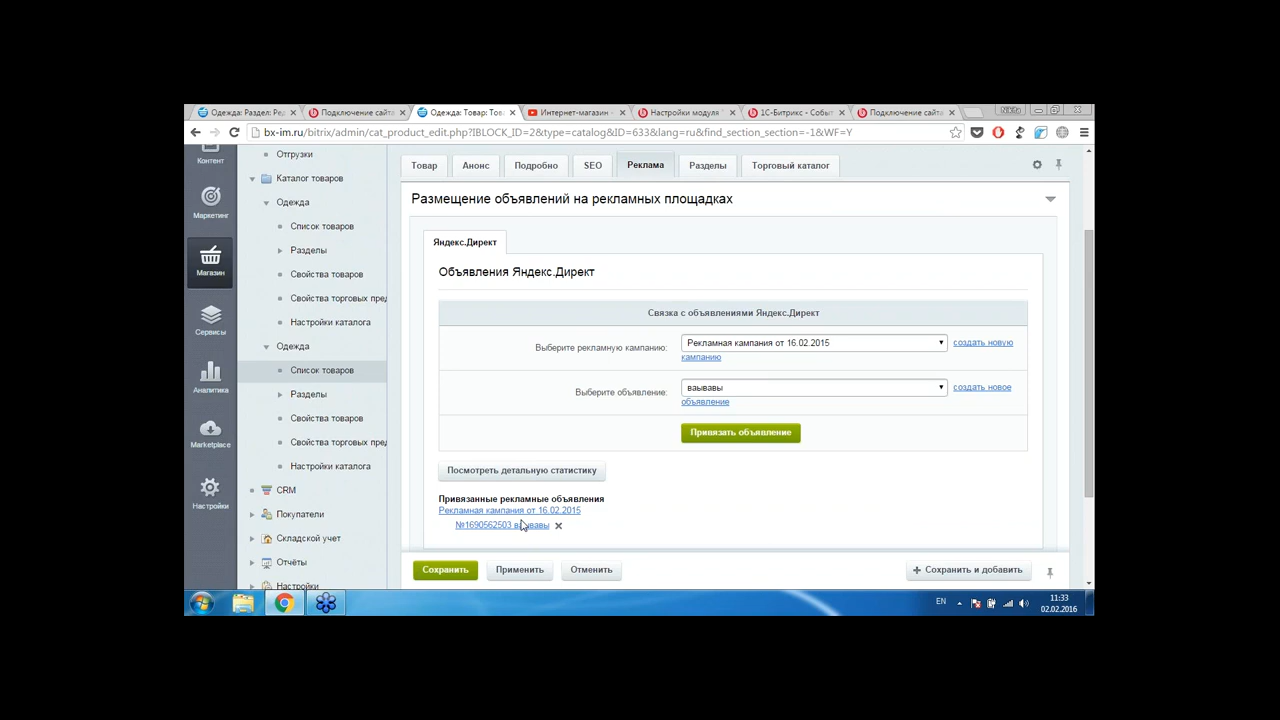 Одежда: Раздел: Ред
Подключение сайта
Одежда: Товар: Тов
Интернет-магазин
Настройки модуля
1С-Битрикс - Событ
Подключение сайта
Nikita
bx-im.ru/bitrix/admin/cat_product_edit.php?IBLOCK_ID=2&type=catalog&ID=633&lang=ru&find_section_section=-1&WF=Y
Контент
Маркетинг
Магазин
Сервисы
Аналитика
Marketplace
Настройки
Отгрузки
Каталог товаров
Одежда
Список товаров
Разделы
Свойства товаров
Свойства торговых пред
Настройки каталога
Одежда
Список товаров
Разделы
Свойства товаров
Свойства торговых пред
Настройки каталога
CRM
Покупатели
Складской учет
Отчёты
Настройки
Товар
Анонс
Подробно
SEO
Реклама
Разделы
Торговый каталог
Размещение объявлений на рекламных площадках
Яндекс.Директ
Объявления Яндекс.Директ
Связка с объявлениями Яндекс.Директ
Выберите рекламную кампанию:
Рекламная кампания от 16.02.2015
создать новую
кампанию
Выберите объявление:
ваывавы
создать новое
объявление
Привязать объявление
Посмотреть детальную статистику
Привязанные рекламные объявления
Рекламная кампания от 16.02.2015
№1690562503 ваывавы
Сохранить
Применить
Отменить
+ Сохранить и добавить
EN
11:33
02.02.2016